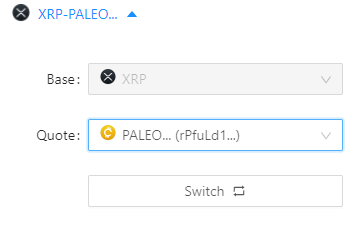 XRP-PALEO...
Base: XRP
Quote: PALEO... (rPfuLd1...)
Switch